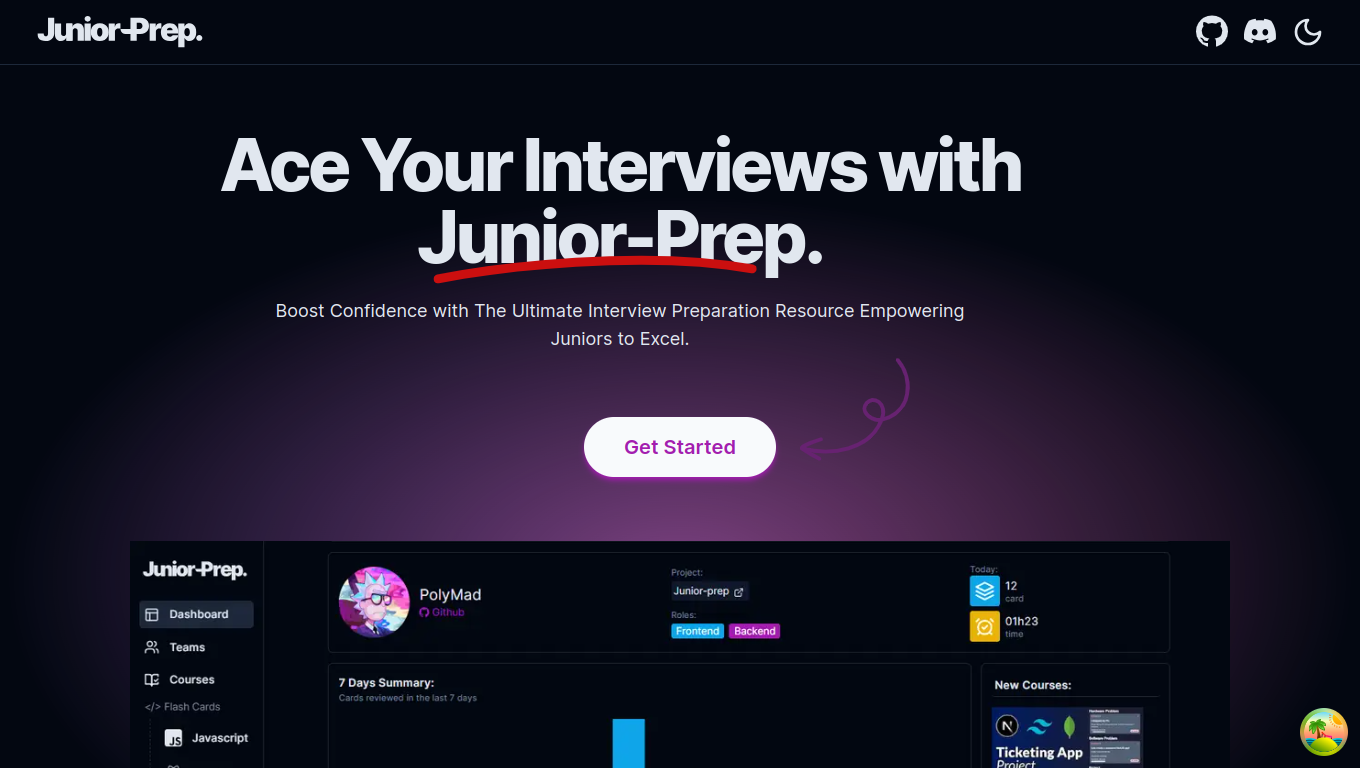 Junior-Prep.
Ace Your Interviews with
Junior-Prep.
Boost Confidence with The Ultimate Interview Preparation Resource Empowering
Juniors to Excel.
Get Started
Junior-Prep.
Dashboard
Teams
Courses
</> Flash Cards
JS Javascript
PolyMad
Github
Project:
Junior-prep
Roles:
Frontend Backend
Today:
12
card
01h23
time
7 Days Summary:
Cards reviewed in the last 7 days
New Courses:
N
Ticketing App
Project